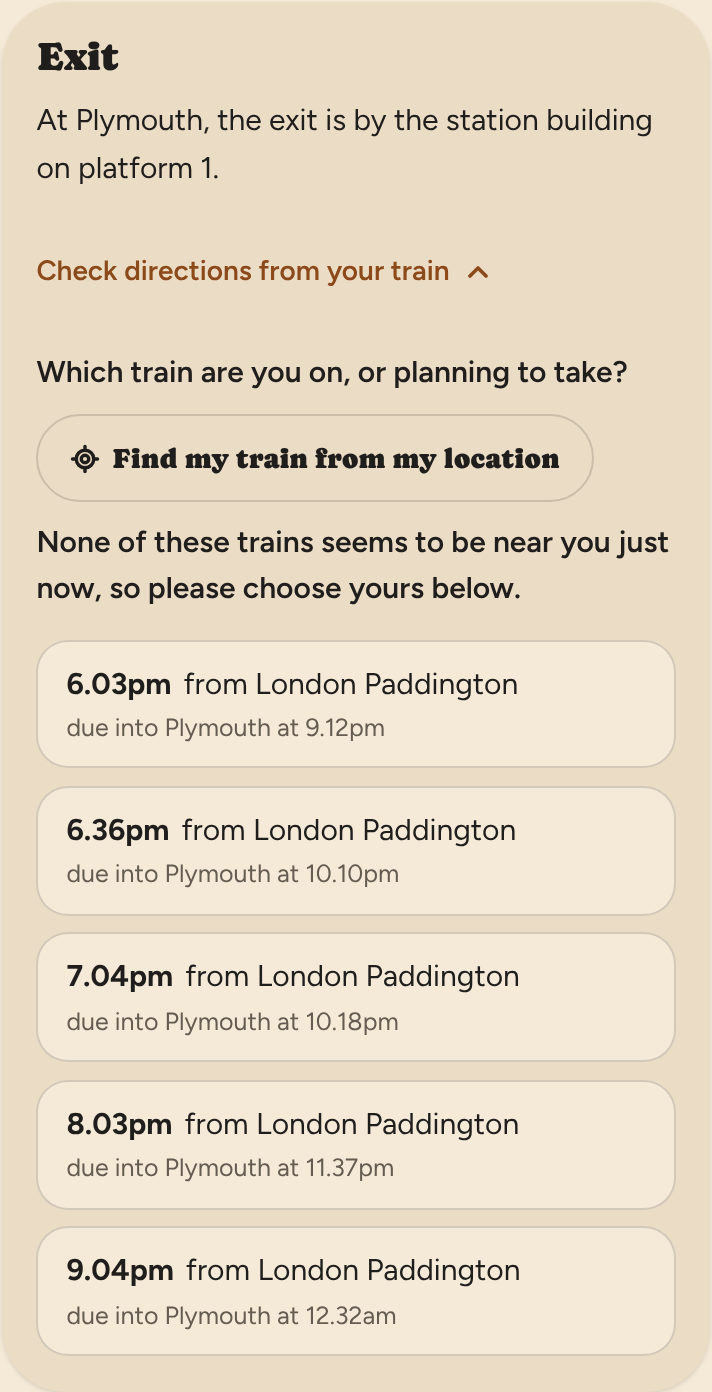 Exit
At Plymouth, the exit is by the station building
on platform 1.
Check directions from your train
Which train are you on, or planning to take?
Find my train from my location
None of these trains seems to be near you just
now, so please choose yours below.
6.03pm from London Paddington
due into Plymouth at 9.12pm
6.36pm from London Paddington
due into Plymouth at 10.10pm
7.04pm from London Paddington
due into Plymouth at 10.18pm
8.03pm from London Paddington
due into Plymouth at 11.37pm
9.04pm from London Paddington
due into Plymouth at 12.32am